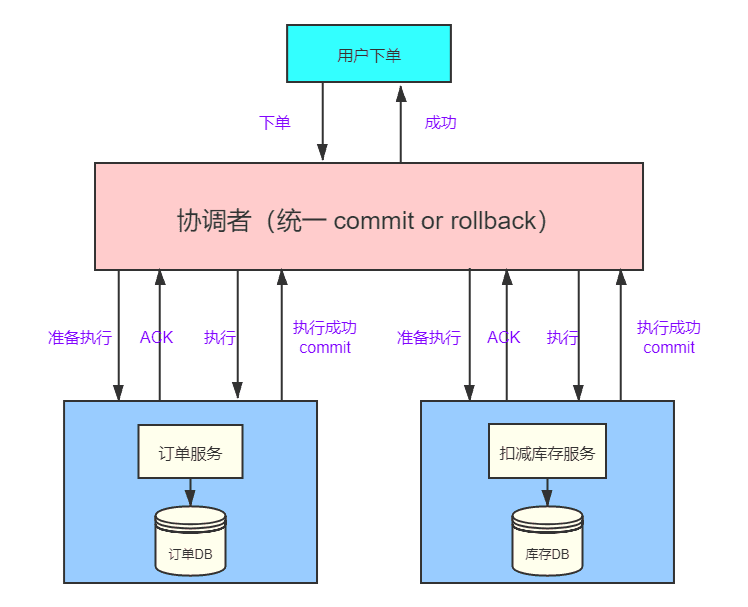 用户下单
下单
成功
协调者（统一 commit or rollback）
准备执行
ACK
执行
执行成功
commit
准备执行
ACK
执行
执行成功
commit
订单服务
扣减库存服务
订单DB
库存DB